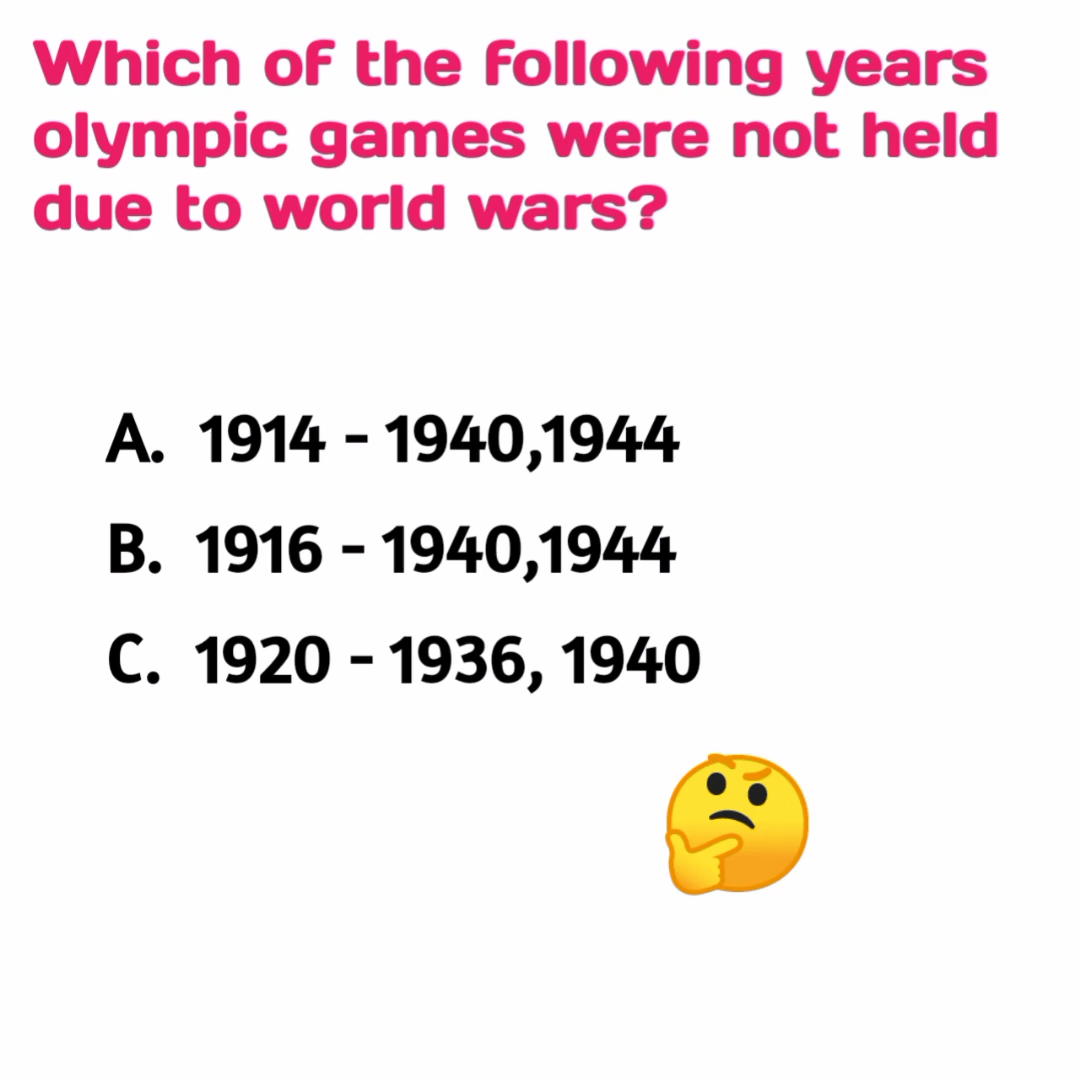 Which of the following years
olympic games were not held
due to world wars?
A. 1914 - 1940,1944
B. 1916 - 1940,1944
C. 1920 - 1936, 1940